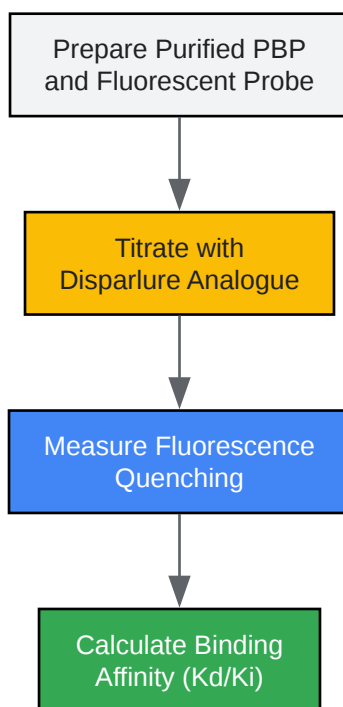 Prepare Purified PBP
and Fluorescent Probe
Titrate with
Disparlure Analogue
Measure Fluorescence
Quenching
Calculate Binding
Affinity (Kd/Ki)